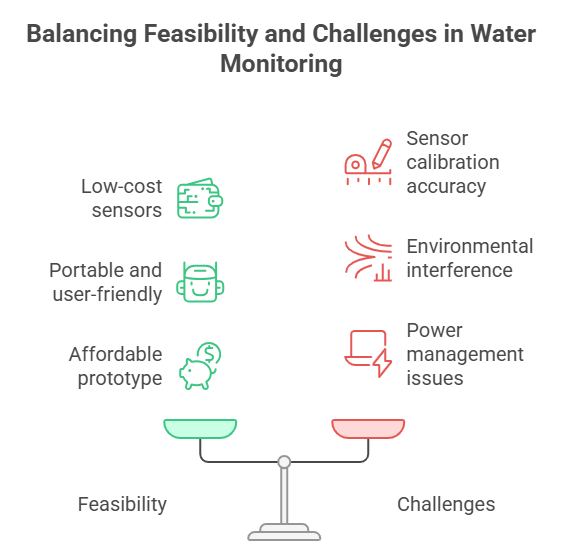 Balancing Feasibility and Challenges in Water
Monitoring
Low-cost
sensors
Portable and
user-friendly
Affordable
prototype
Sensor
calibration
accuracy
Environmental
interference
Power
management
issues
Feasibility
Challenges